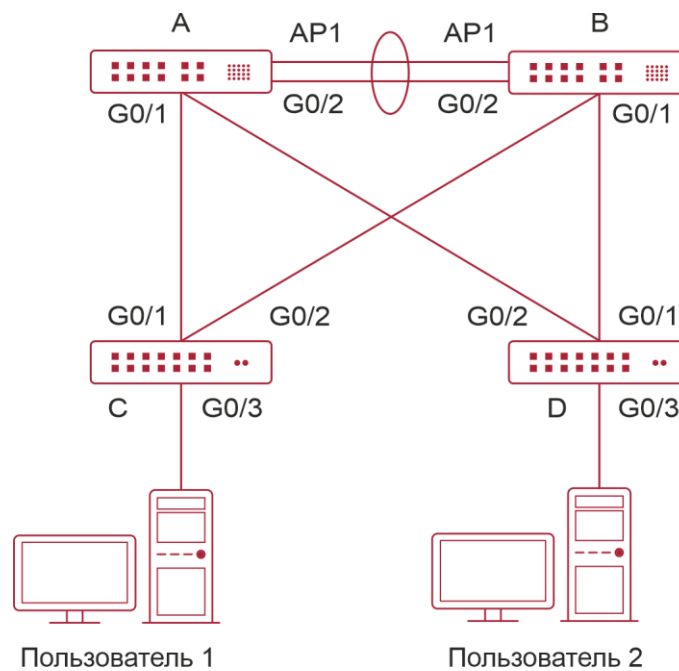 A
AP1
AP1
B
G0/1
G0/2
G0/2
G0/1
G0/1
G0/2
G0/2
G0/1
C
G0/3
D
G0/3
Пользователь 1
Пользователь 2